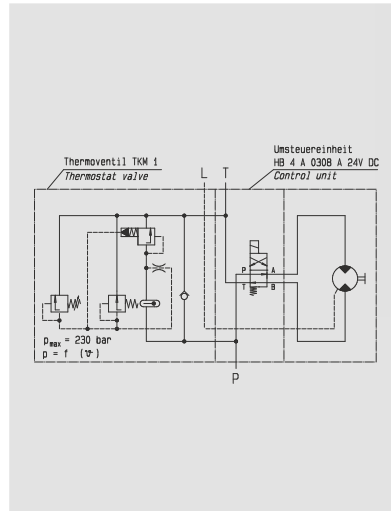 Thermoventil TKM 1
Thermostat valve
L T
Umsteuereinheit
HB 4 A 0308 A 24V DC
Control unit
P A
T B
pmax = 230 bar
p = f (ϑ)
P